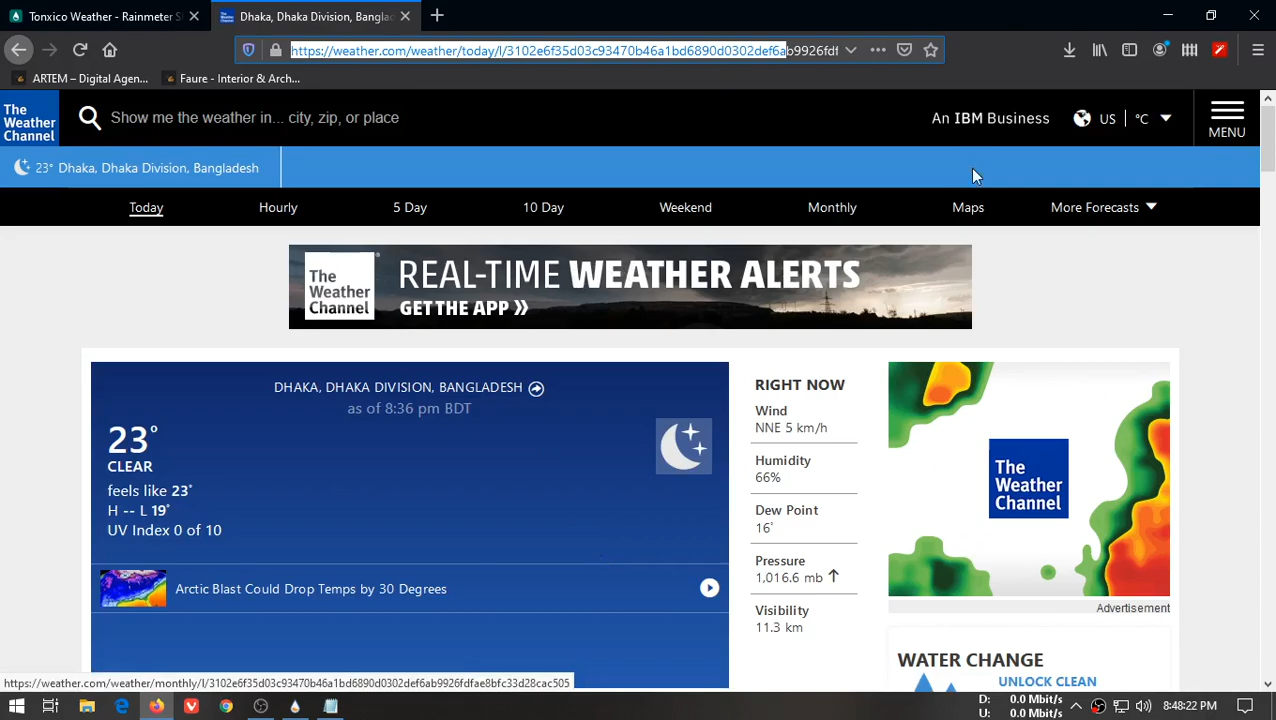 Tonxico Weather - Rainmeter S
Dhaka, Dhaka Division, Banglad
https://weather.com/weather/today/l/3102e6f35d03c93470b46a1bd6890d0302def6ab9926fdf
ARTEM – Digital Agen...
Faure - Interior & Arch...
The Weather Channel
Show me the weather in... city, zip, or place
An IBM Business
US
°C
MENU
23° Dhaka, Dhaka Division, Bangladesh
Today
Hourly
5 Day
10 Day
Weekend
Monthly
Maps
More Forecasts
The Weather Channel
REAL-TIME WEATHER ALERTS
GET THE APP »
DHAKA, DHAKA DIVISION, BANGLADESH
as of 8:36 pm BDT
23°
CLEAR
feels like 23°
H -- L 19°
UV Index 0 of 10
Arctic Blast Could Drop Temps by 30 Degrees
RIGHT NOW
Wind
NNE 5 km/h
Humidity
66%
Dew Point
16°
Pressure
1,016.6 mb ↑
Visibility
11.3 km
The Weather Channel
Advertisement
WATER CHANGE
UNLOCK CLEAN
https://weather.com/weather/monthly/l/3102e6f35d03c93470b46a1bd6890d0302def6ab9926fdfae8bfc33d28cac505
D: 0.0 Mbit/s
U: 0.0 Mbit/s
8:48:22 PM